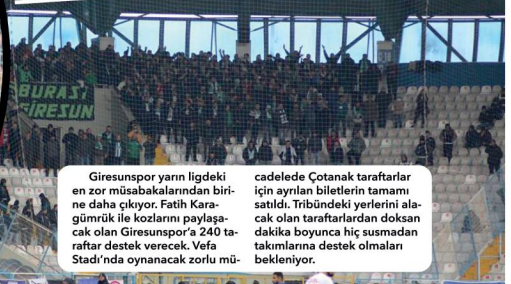 BURASI
GİRESUN
Giresunspor yarın ligdeki
en zor müsabakalarından biri-
ne daha çıkıyor. Fatih Kara-
gümrük ile kozlarını paylaşa-
cak olan Giresunspor'a 240 ta-
raftar destek verecek. Vefa
Stadı'nda oynanacak zorlu mü-
cadelede Çotanak taraftarlar
için ayrılan biletlerin tamamı
satıldı. Tribündeki yerlerini ala-
cak olan taraftarlardan doksan
dakika boyunca hiç susmadan
takımlarına destek olmaları
bekleniyor.